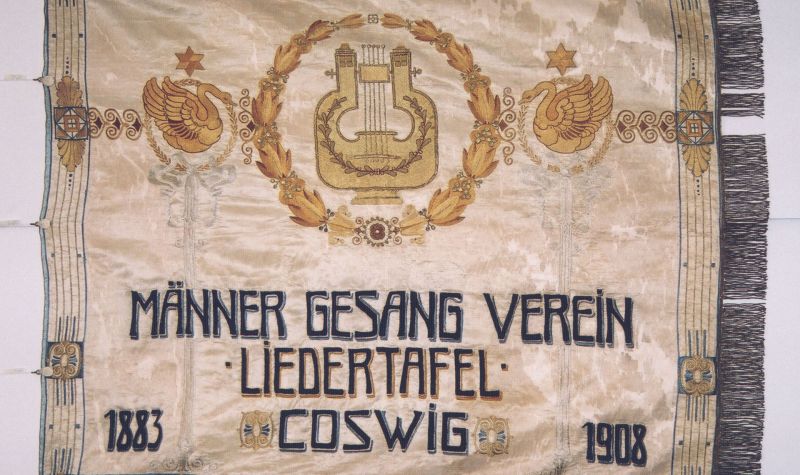 MÄNNER GESANG VEREiN
· LiEDERTAFEL ·
1883 COSWiG 1908